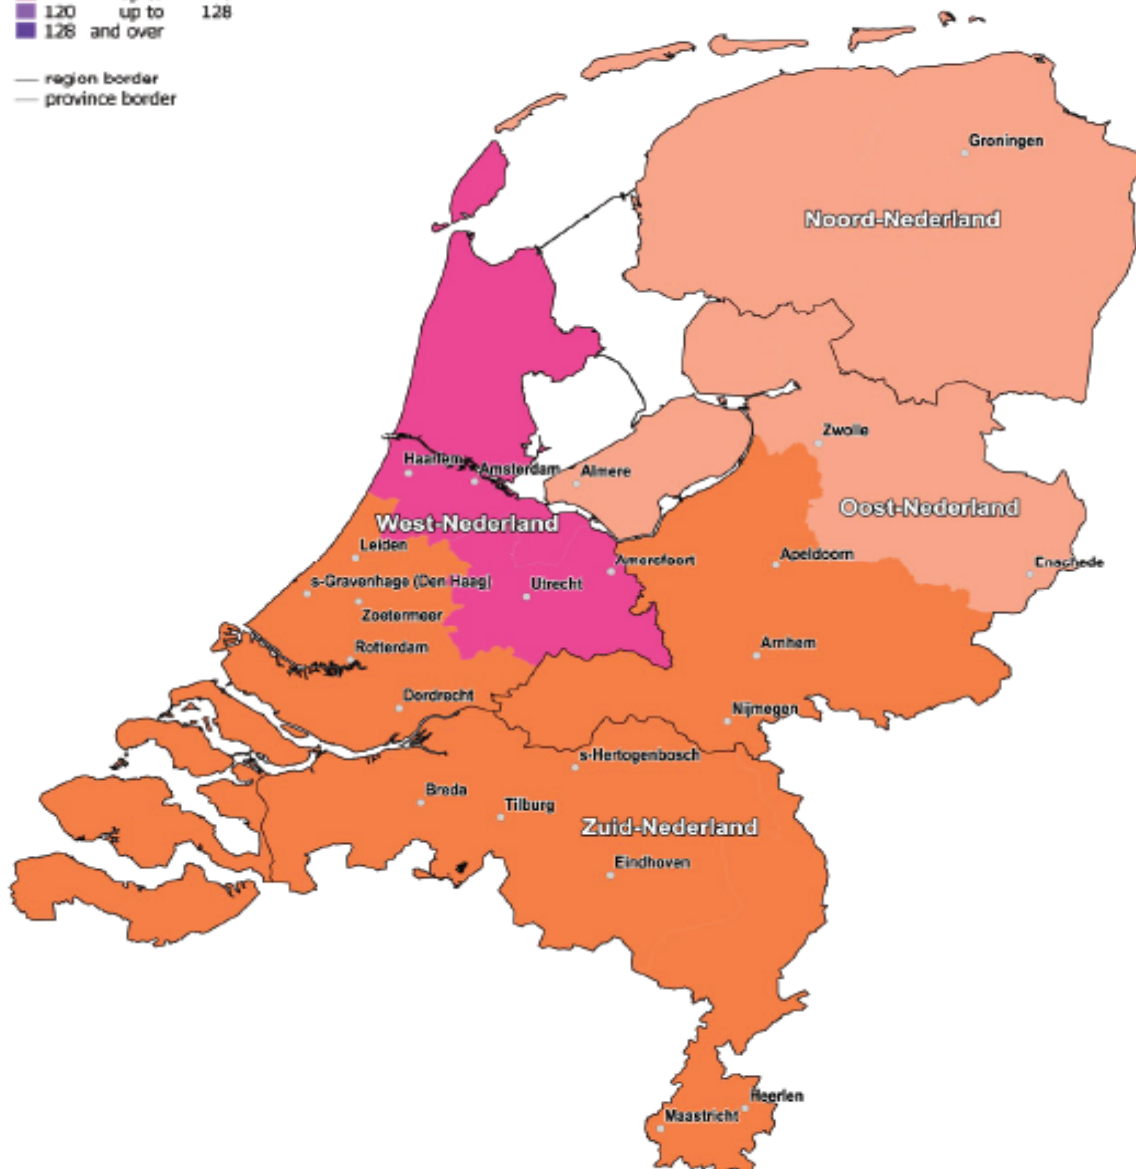 120 up to 128
128 and over
region border
province border
Groningen
Noord-Nederland
Zwolle
Haarlem
Amsterdam
Almere
Oost-Nederland
West-Nederland
Leiden
Apeldoorn
Amersfoort
Enschede
s-Gravenhage (Den Haag)
Utrecht
Zoetermeer
Rotterdam
Arnhem
Dordrecht
Nijmegen
s-Hertogenbosch
Breda
Tilburg
Zuid-Nederland
Eindhoven
Heerlen
Maastricht